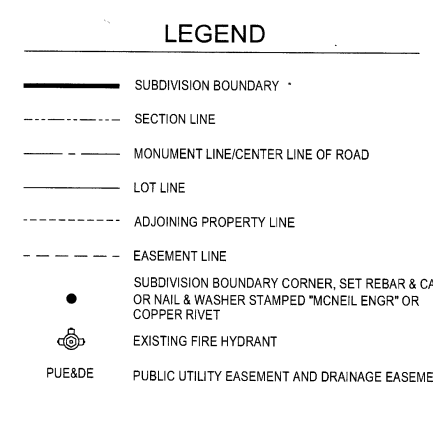 LEGEND
SUBDIVISION BOUNDARY
SECTION LINE
MONUMENT LINE/CENTER LINE OF ROAD
LOT LINE
ADJOINING PROPERTY LINE
EASEMENT LINE
SUBDIVISION BOUNDARY CORNER, SET REBAR & CA
OR NAIL & WASHER STAMPED "MCNEIL ENGR" OR
COPPER RIVET
EXISTING FIRE HYDRANT
PUE&DE PUBLIC UTILITY EASEMENT AND DRAINAGE EASEME